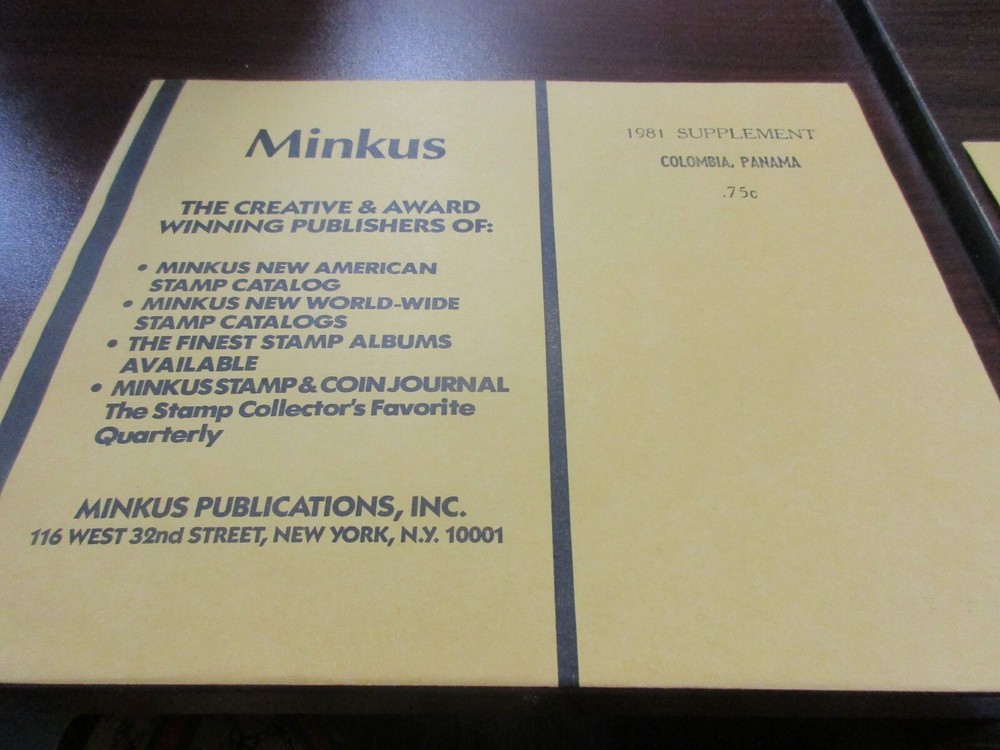 Minkus
THE CREATIVE & AWARD
WINNING PUBLISHERS OF:
• MINKUS NEW AMERICAN
STAMP CATALOG
• MINKUS NEW WORLD-WIDE
STAMP CATALOGS
• THE FINEST STAMP ALBUMS
AVAILABLE
• MINKUS STAMP & COIN JOURNAL
The Stamp Collector's Favorite
Quarterly
MINKUS PUBLICATIONS, INC.
116 WEST 32nd STREET, NEW YORK, N.Y. 10001
1981 SUPPLEMENT
COLOMBIA, PANAMA
.75c